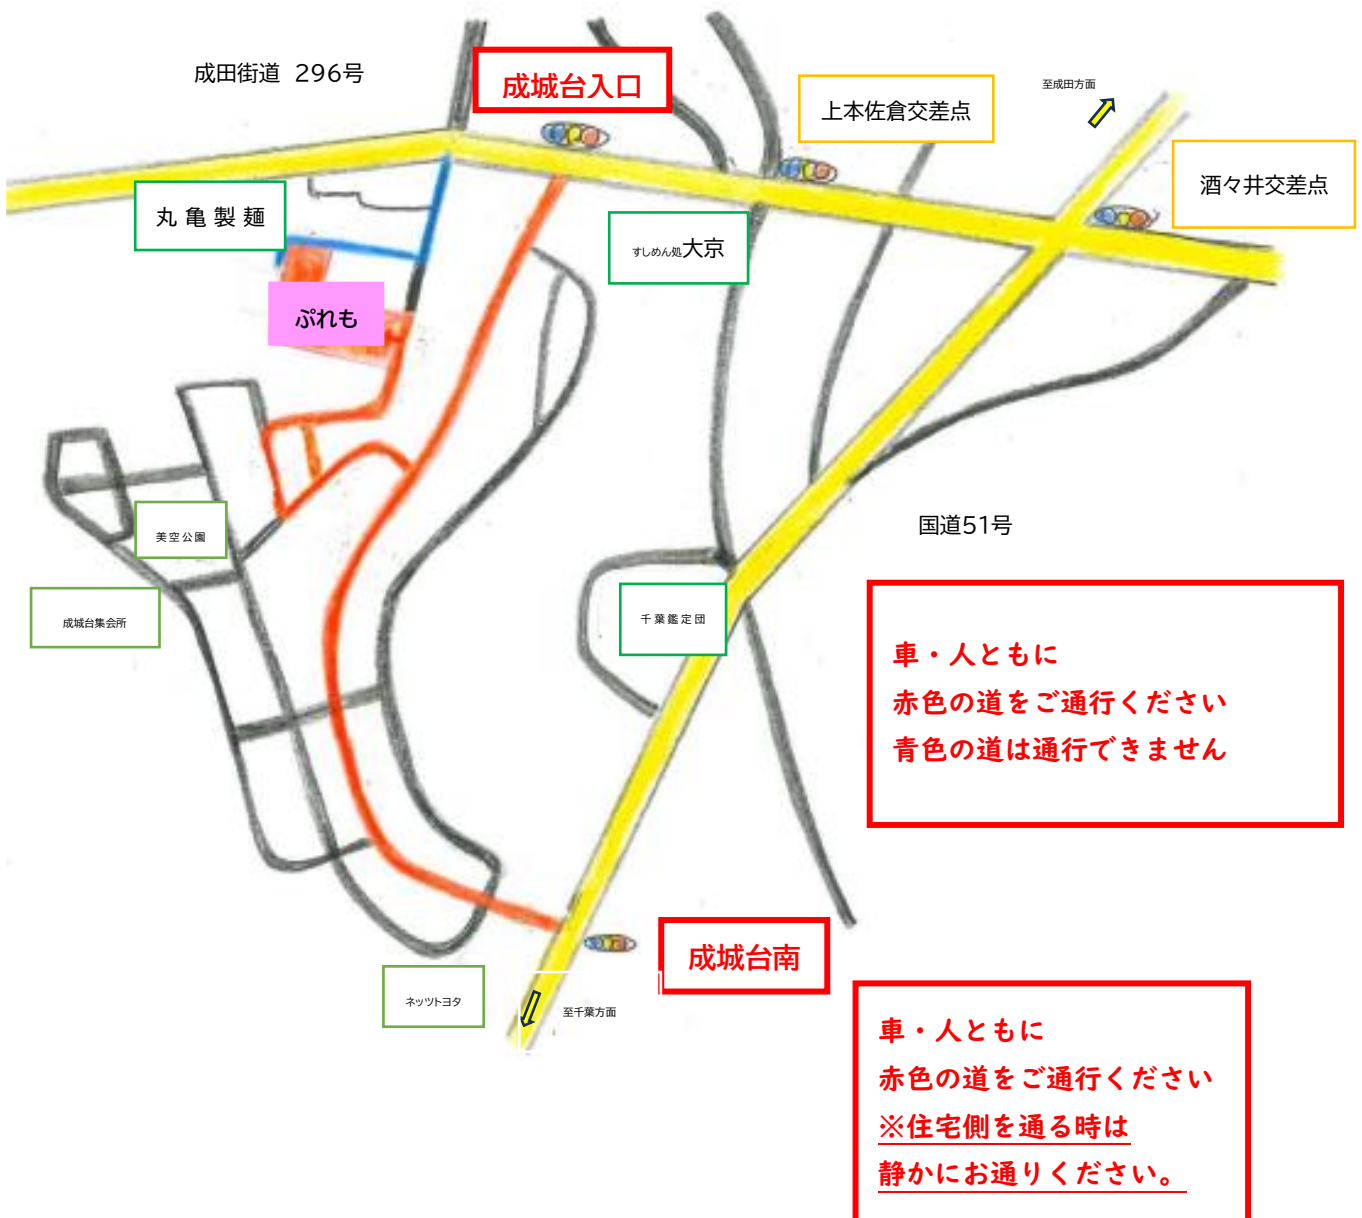 成田街道 296号
成城台入口
上本佐倉交差点
至成田方面
酒々井交差点
丸亀製麺
すしめん処大京
ぷれも
国道51号
美空公園
成城台集会所
千葉鑑定団
車・人ともに
赤色の道をご通行ください
青色の道は通行できません
成城台南
ネッツトヨタ
至千葉方面
車・人ともに
赤色の道をご通行ください
※住宅側を通る時は
静かにお通りください。